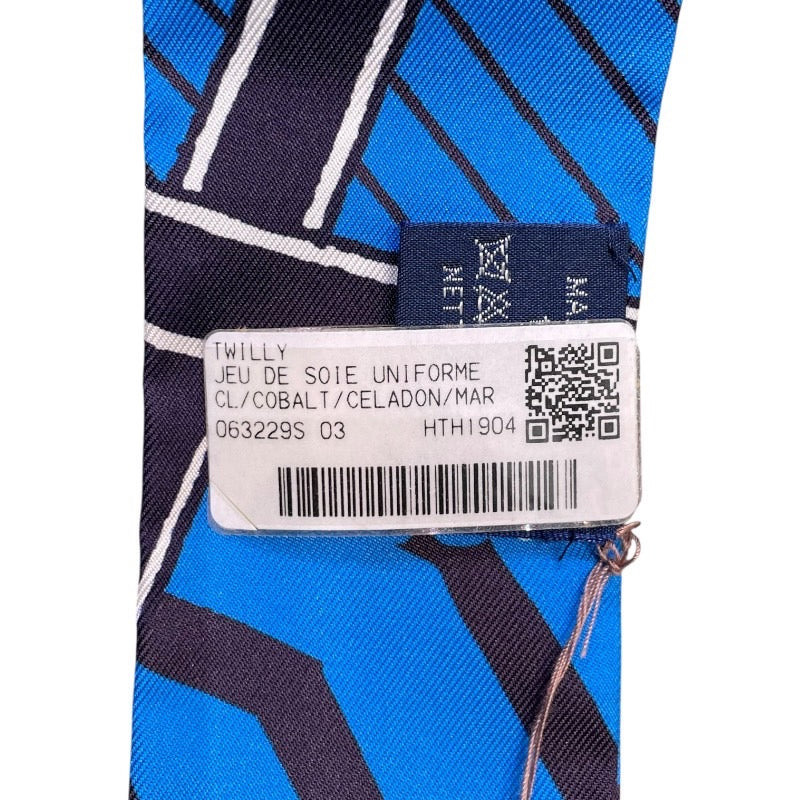 TWILLY
JEU DE SOIE UNIFORME
CL/COBALT/CELADON/MAR
063229S 03 HTH1904